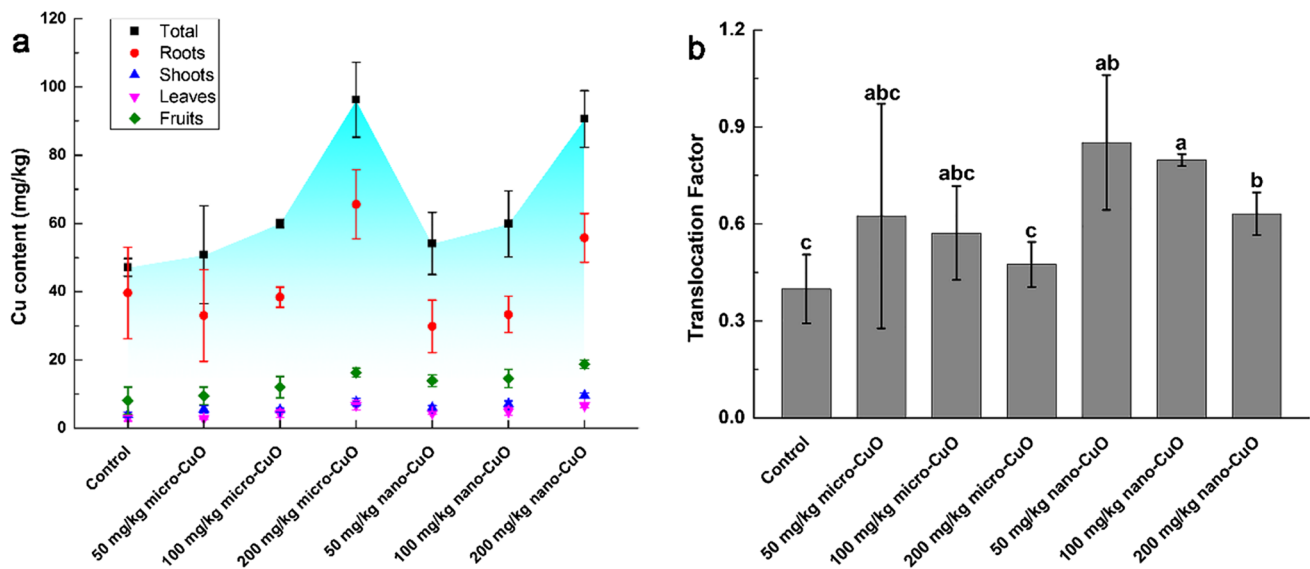 a
Total
Roots
Shoots
Leaves
Fruits
Cu content (mg/kg)
120
100
80
60
40
20
0
Control
50 mg/kg micro-CuO
100 mg/kg micro-CuO
200 mg/kg micro-CuO
50 mg/kg nano-CuO
100 mg/kg nano-CuO
200 mg/kg nano-CuO
b
Translocation Factor
1.2
0.9
0.6
0.3
0.0
c
abc
abc
c
ab
a
b
Control
50 mg/kg micro-CuO
100 mg/kg micro-CuO
200 mg/kg micro-CuO
50 mg/kg nano-CuO
100 mg/kg nano-CuO
200 mg/kg nano-CuO